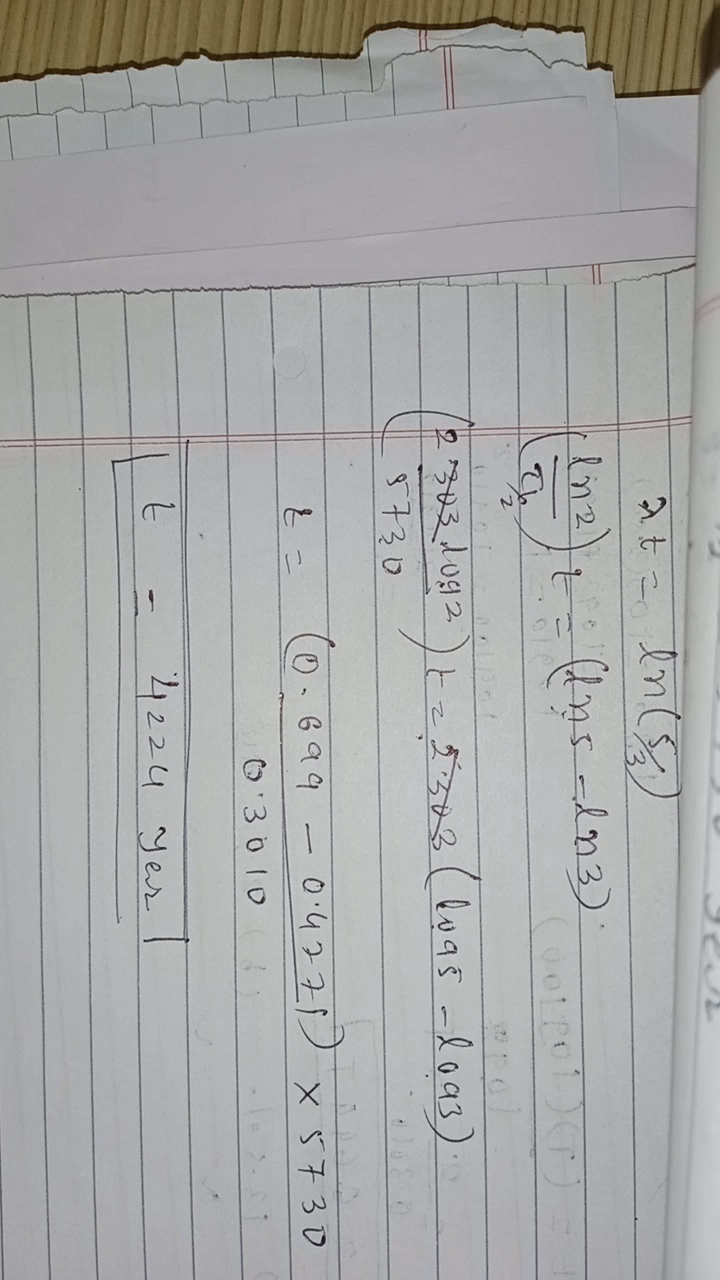 λt = ln(5/3)
(ln2/T½)t = (ln5 - ln3).
(2.303 log2/5730)t = 2.303 (log5 - log3).
t = (0.699 - 0.4771)/0.3010 × 5730
t - 4224 year